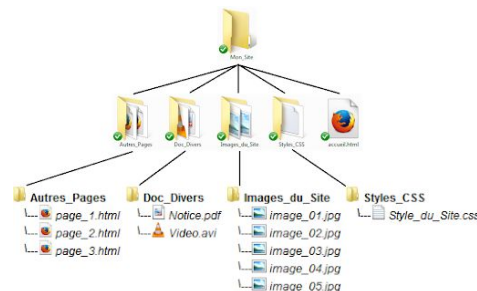 Mon_Site
Autres_Pages
Doc_Divers
Images_du_Site
Styles_CSS
accueil.html
Autres_Pages
page_1.html
page_2.html
page_3.html
Doc_Divers
Notice.pdf
Video.avi
Images_du_Site
image_01.jpg
image_02.jpg
image_03.jpg
image_04.jpg
image_05.jpg
Styles_CSS
Style_du_Site.css